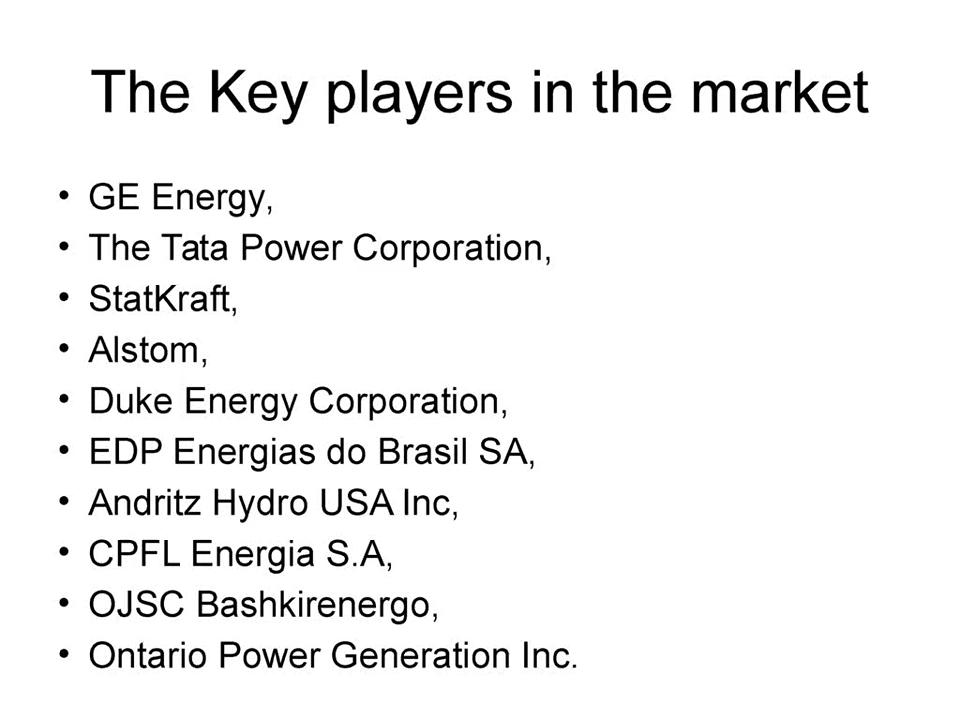 The Key players in the market
• GE Energy,
• The Tata Power Corporation,
• StatKraft,
• Alstom,
• Duke Energy Corporation,
• EDP Energias do Brasil SA,
• Andritz Hydro USA Inc,
• CPFL Energia S.A,
• OJSC Bashkirenergo,
• Ontario Power Generation Inc.